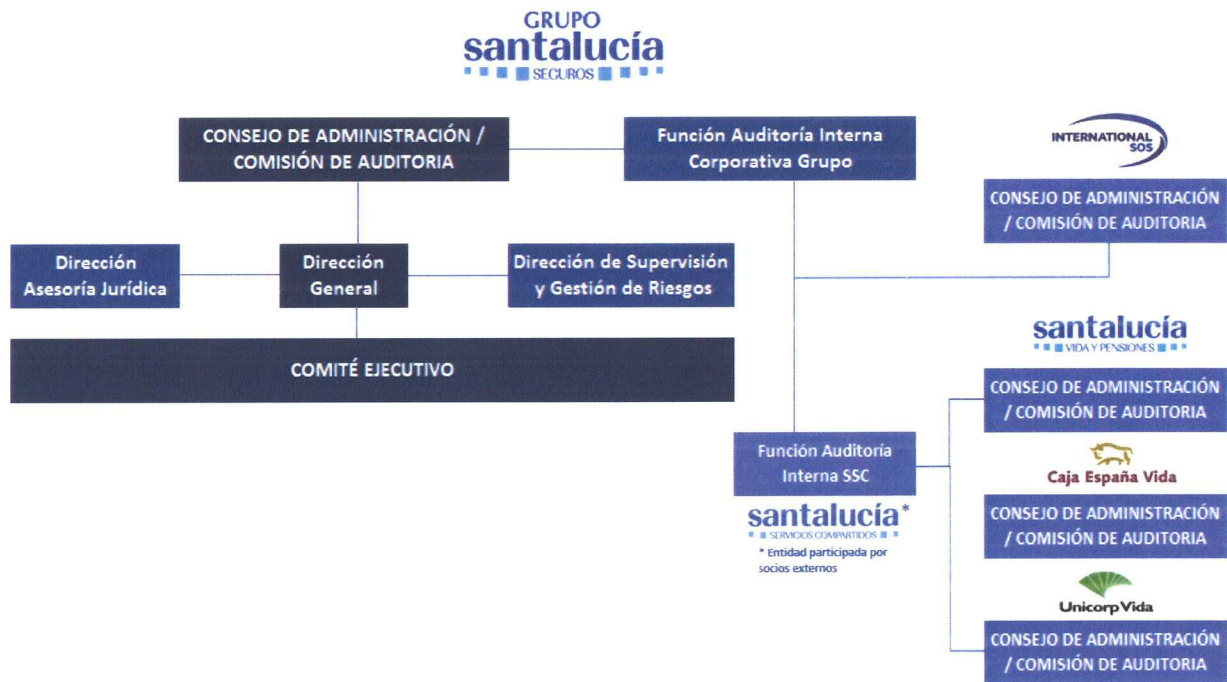 GRUPO
santalucía
SEGUROS
CONSEJO DE ADMINISTRACIÓN /
COMISIÓN DE AUDITORIA
Función Auditoría Interna
Corporativa Grupo
INTERNATIONAL
SOS
CONSEJO DE ADMINISTRACIÓN
/ COMISIÓN DE AUDITORIA
Dirección
Asesoría Jurídica
Dirección
General
Dirección de Supervisión
y Gestión de Riesgos
COMITÉ EJECUTIVO
santalucía
VIDA Y PENSIONES
CONSEJO DE ADMINISTRACIÓN
/ COMISIÓN DE AUDITORIA
Función Auditoría
Interna SSC
santalucía*
SERVICIOS COMPARTIDOS
* Entidad participada por
socios externos
Caja España Vida
CONSEJO DE ADMINISTRACIÓN
/ COMISIÓN DE AUDITORIA
Unicorp Vida
CONSEJO DE ADMINISTRACIÓN
/ COMISIÓN DE AUDITORIA